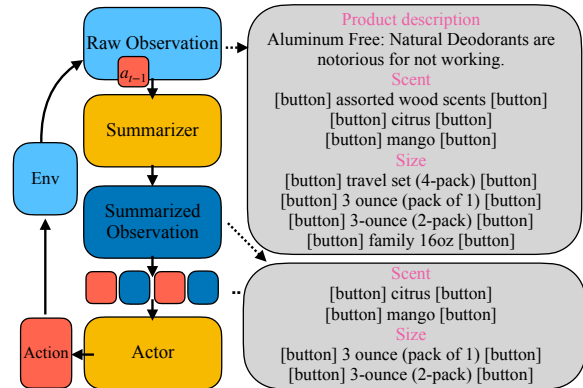 Raw Observation
a_{t−1}
Summarizer
Env
Summarized
Observation
Action
Actor
Product description
Aluminum Free: Natural Deodorants are
notorious for not working.
Scent
[button] assorted wood scents [button]
[button] citrus [button]
[button] mango [button]
Size
[button] travel set (4-pack) [button]
[button] 3 ounce (pack of 1) [button]
[button] 3-ounce (2-pack) [button]
[button] family 16oz [button]
Scent
[button] citrus [button]
[button] mango [button]
Size
[button] 3 ounce (pack of 1) [button]
[button] 3-ounce (2-pack) [button]